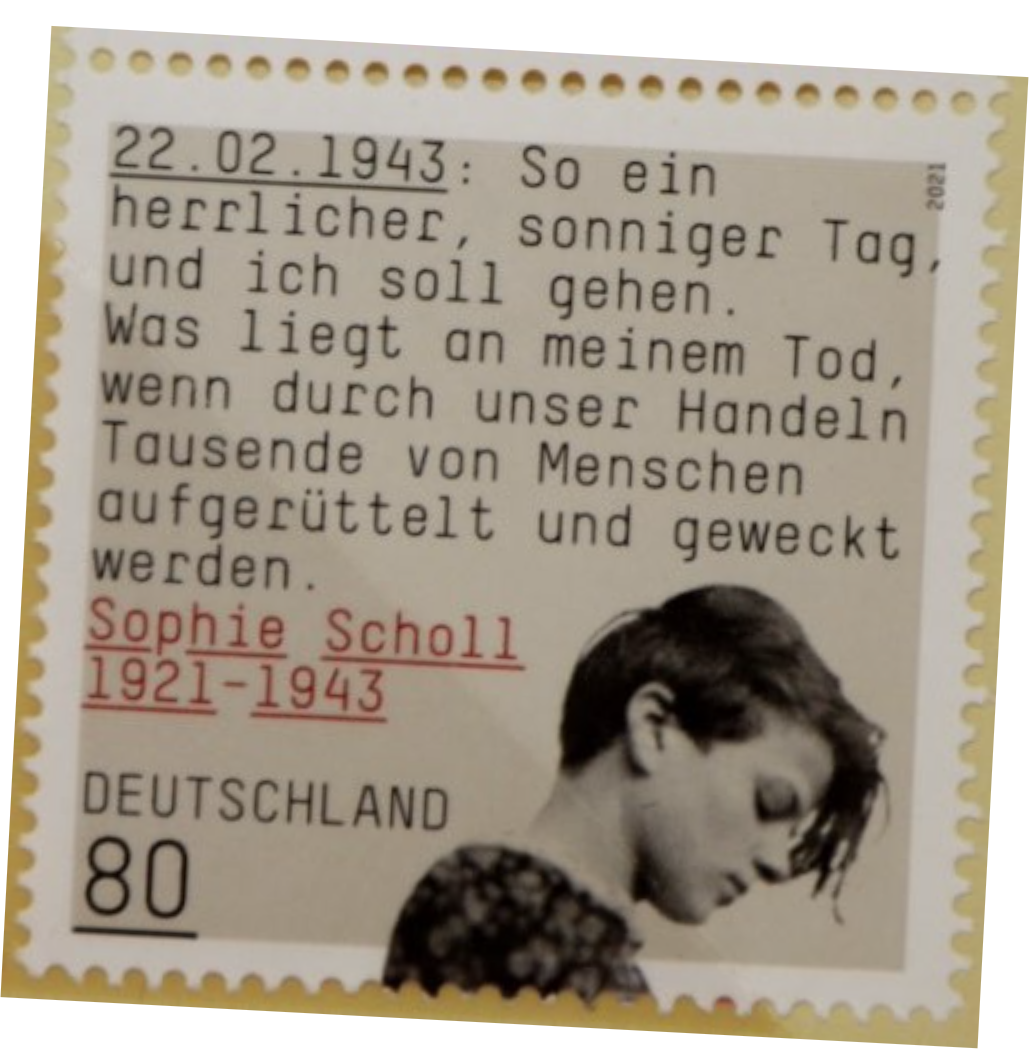 22.02.1943: So ein
herrlicher, sonniger Tag,
und ich soll gehen.
Was liegt an meinem Tod,
wenn durch unser Handeln
Tausende von Menschen
aufgerüttelt und geweckt
werden.
Sophie Scholl
1921-1943
DEUTSCHLAND
80
2021